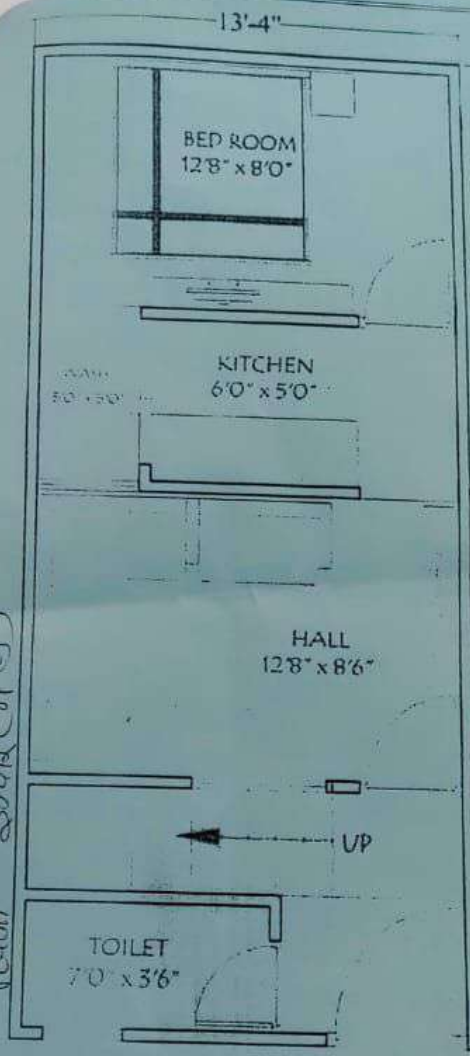 13'-4"
BED ROOM
12'8" x 8'0"
KITCHEN
6'0" x 5'0"
HALL
12'8" x 8'6"
UP
TOILET
7'0" x 3'6"